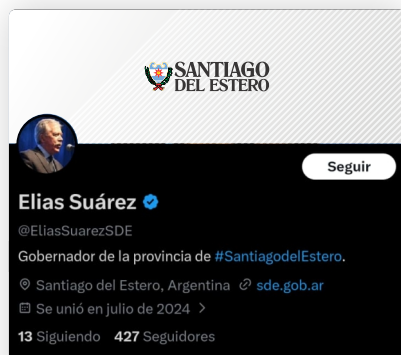 SANTIAGO
DEL ESTERO
Seguir
Elias Suárez
@EliasSuarezSDE
Gobernador de la provincia de #SantiagodelEstero.
Santiago del Estero, Argentina sde.gob.ar
Se unió en julio de 2024
13 Siguiendo 427 Seguidores